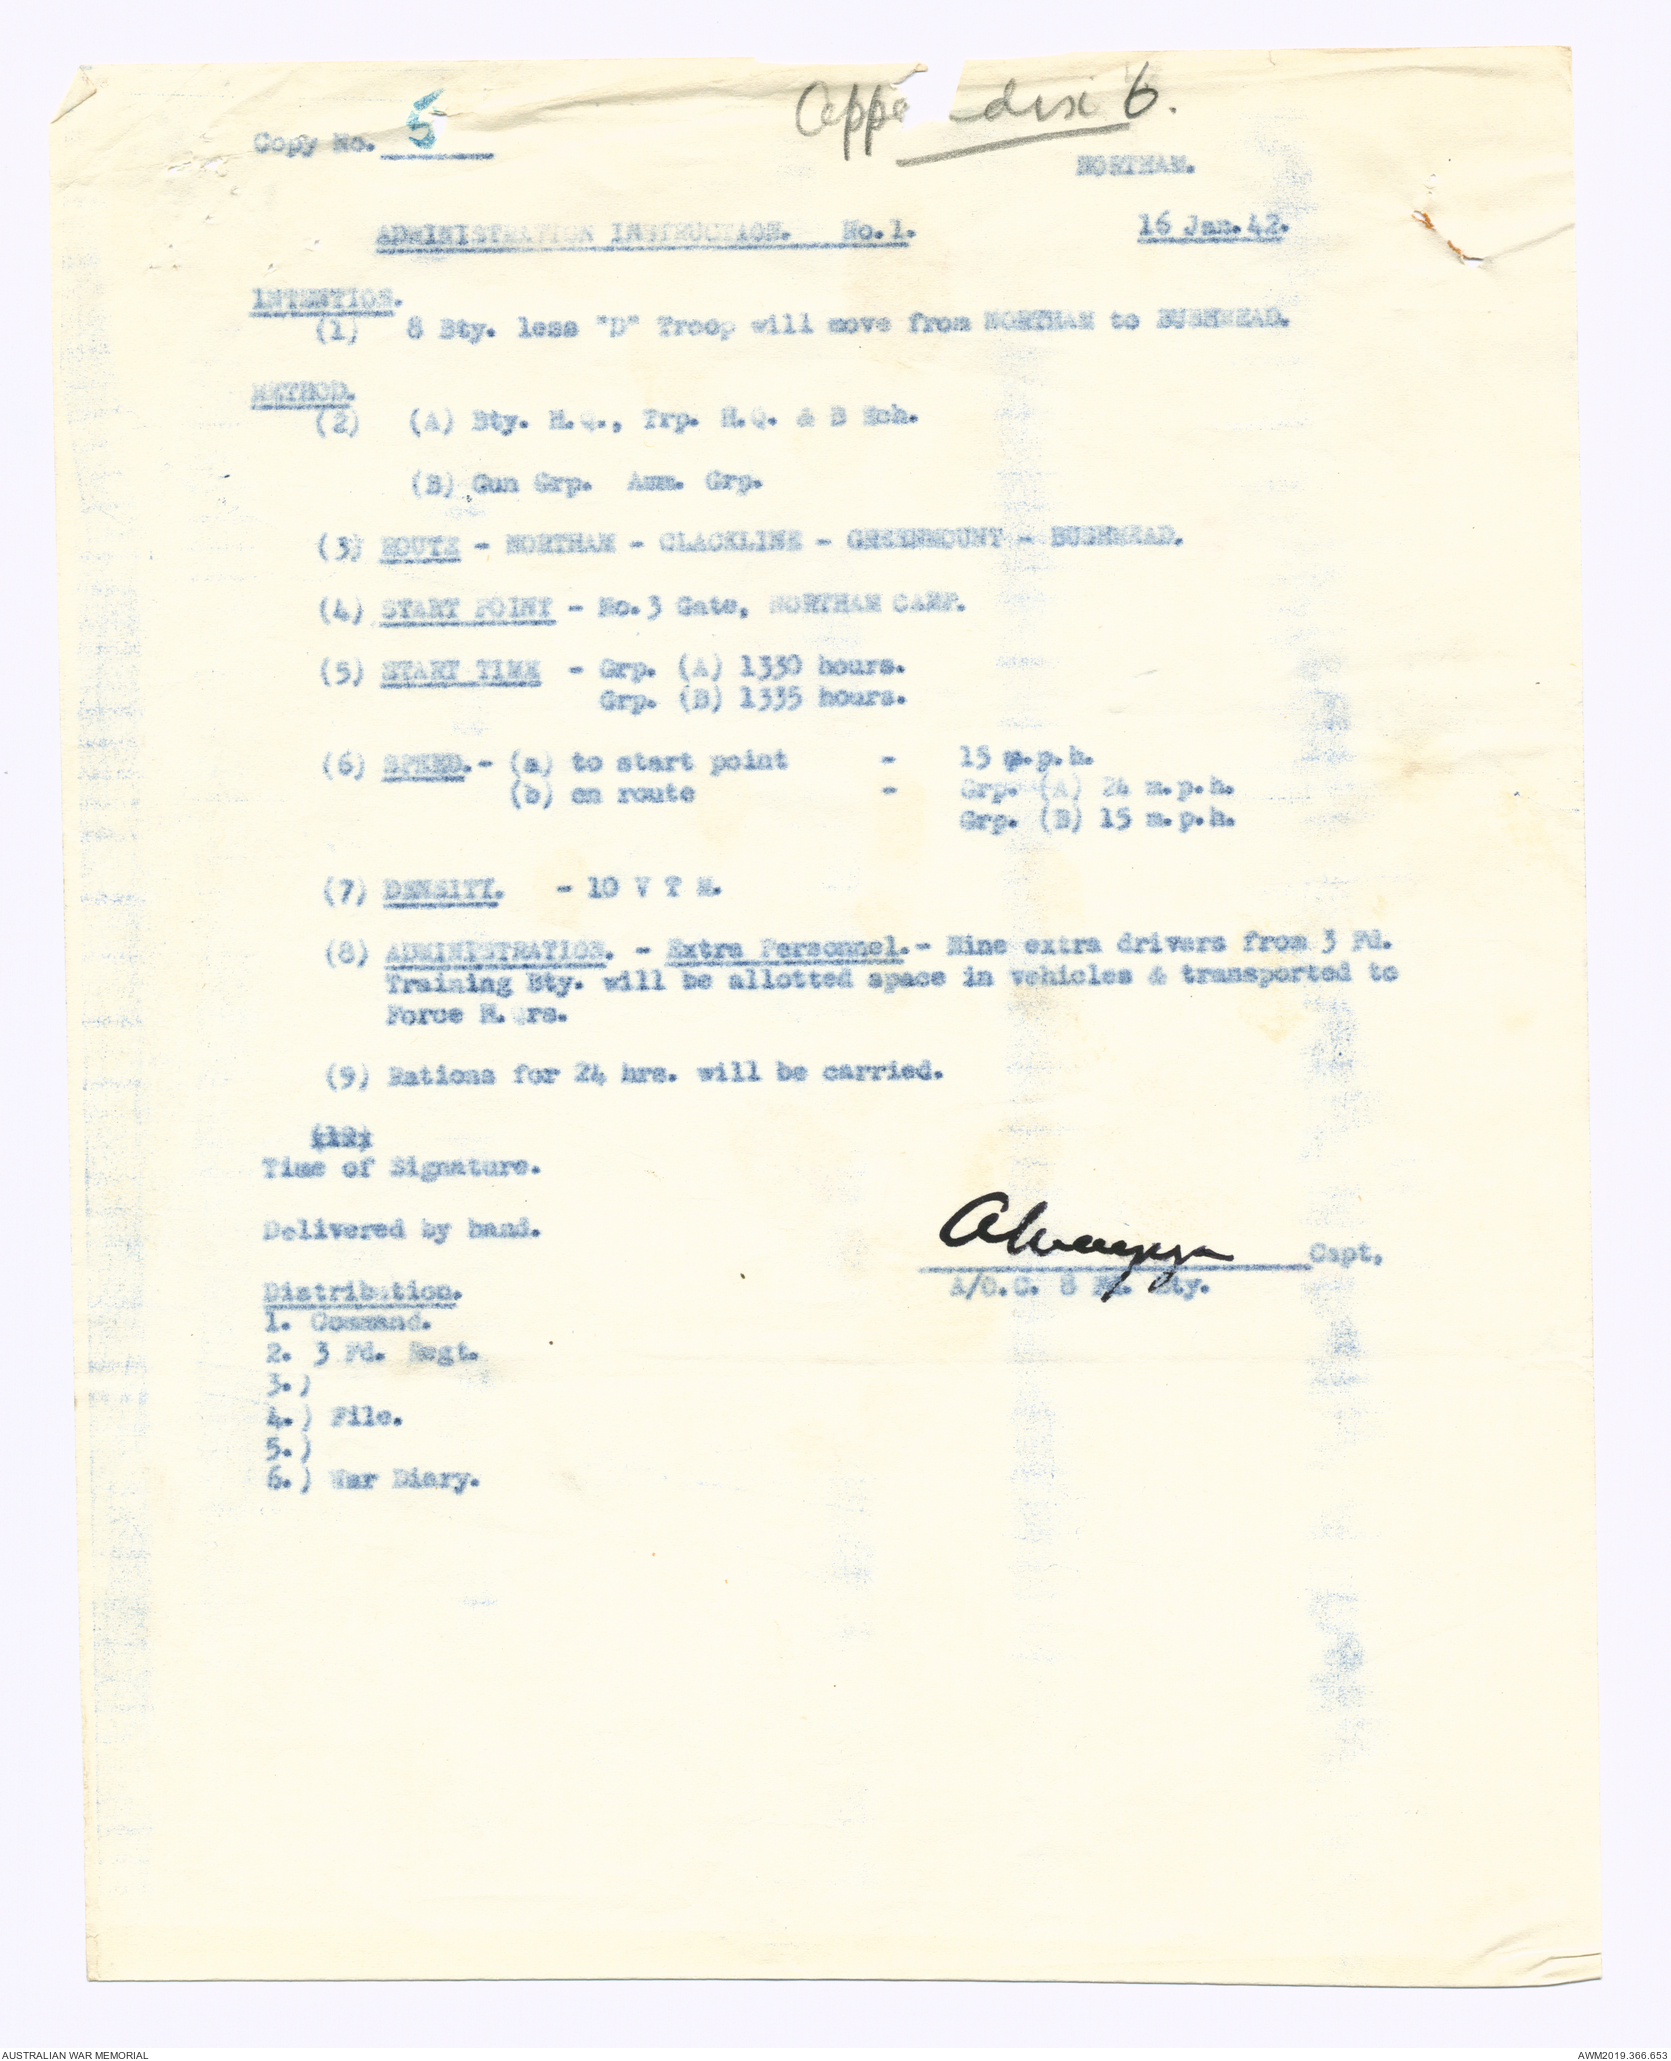 Appe dix 6.
Copy No. 5
NORTHAM.
ADMINISTRATION INSTRUCTION. No.1. 16 Jan.42.
INTENTION.
(1) 8 Bty. less "D" Troop will move from NORTHAM to BUSHMEAD.
METHOD.
(2) (A) Bty. H.Q., Trp. H.Q. & B Ech.
(B) Gun Grp. Amm. Grp.
(3) ROUTE - NORTHAM - CLACKLINE - GREENMOUNT - BUSHMEAD.
(4) START POINT - No.3 Gate, NORTHAM CAMP.
(5) START TIME - Grp. (A) 1330 hours.
Grp. (B) 1335 hours.
(6) SPEED.- (a) to start point - 15 m.p.h.
(b) en route - Grp. (A) 24 m.p.h.
Grp. (B) 15 m.p.h.
(7) DENSITY. - 10 V T M.
(8) ADMINISTRATION. - Extra Personnel.- Nine extra drivers from 3 Fd.
Training Bty. will be allotted space in vehicles & transported to
Force H.Qrs.
(9) Rations for 24 hrs. will be carried.
Time of Signature.
Delivered by hand.
Capt,
A/O.C. 8 Fd. Bty.
Distribution.
1. Command.
2. 3 Fd. Regt.
3.)
4.) File.
5.)
6.) War Diary.
AUSTRALIAN WAR MEMORIAL
AWM2019.366.653